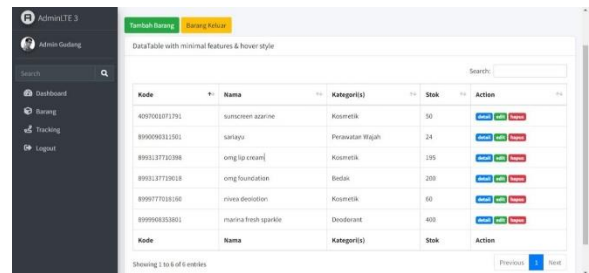 AdminLTE 3
Admin Gudang
Search
Dashboard
Barang
Tracking
Logout
Tambah Barang Barang Keluar
DataTable with minimal features & hover style
Search:
Kode Nama Kategori(s) Stok Action
4097001071791 sunscreen azarine Kosmetik 50 detail edit hapus
8990090311501 sariayu Perawatan Wajah 24 detail edit hapus
8993137710398 omg lip cream Kosmetik 195 detail edit hapus
8993137719018 omg foundation Bedak 200 detail edit hapus
8999777018160 nivea deolotion Kosmetik 60 detail edit hapus
8999908353801 marina fresh sparkle Deodorant 400 detail edit hapus
Kode Nama Kategori(s) Stok Action
Showing 1 to 6 of 6 entries
Previous 1 Next